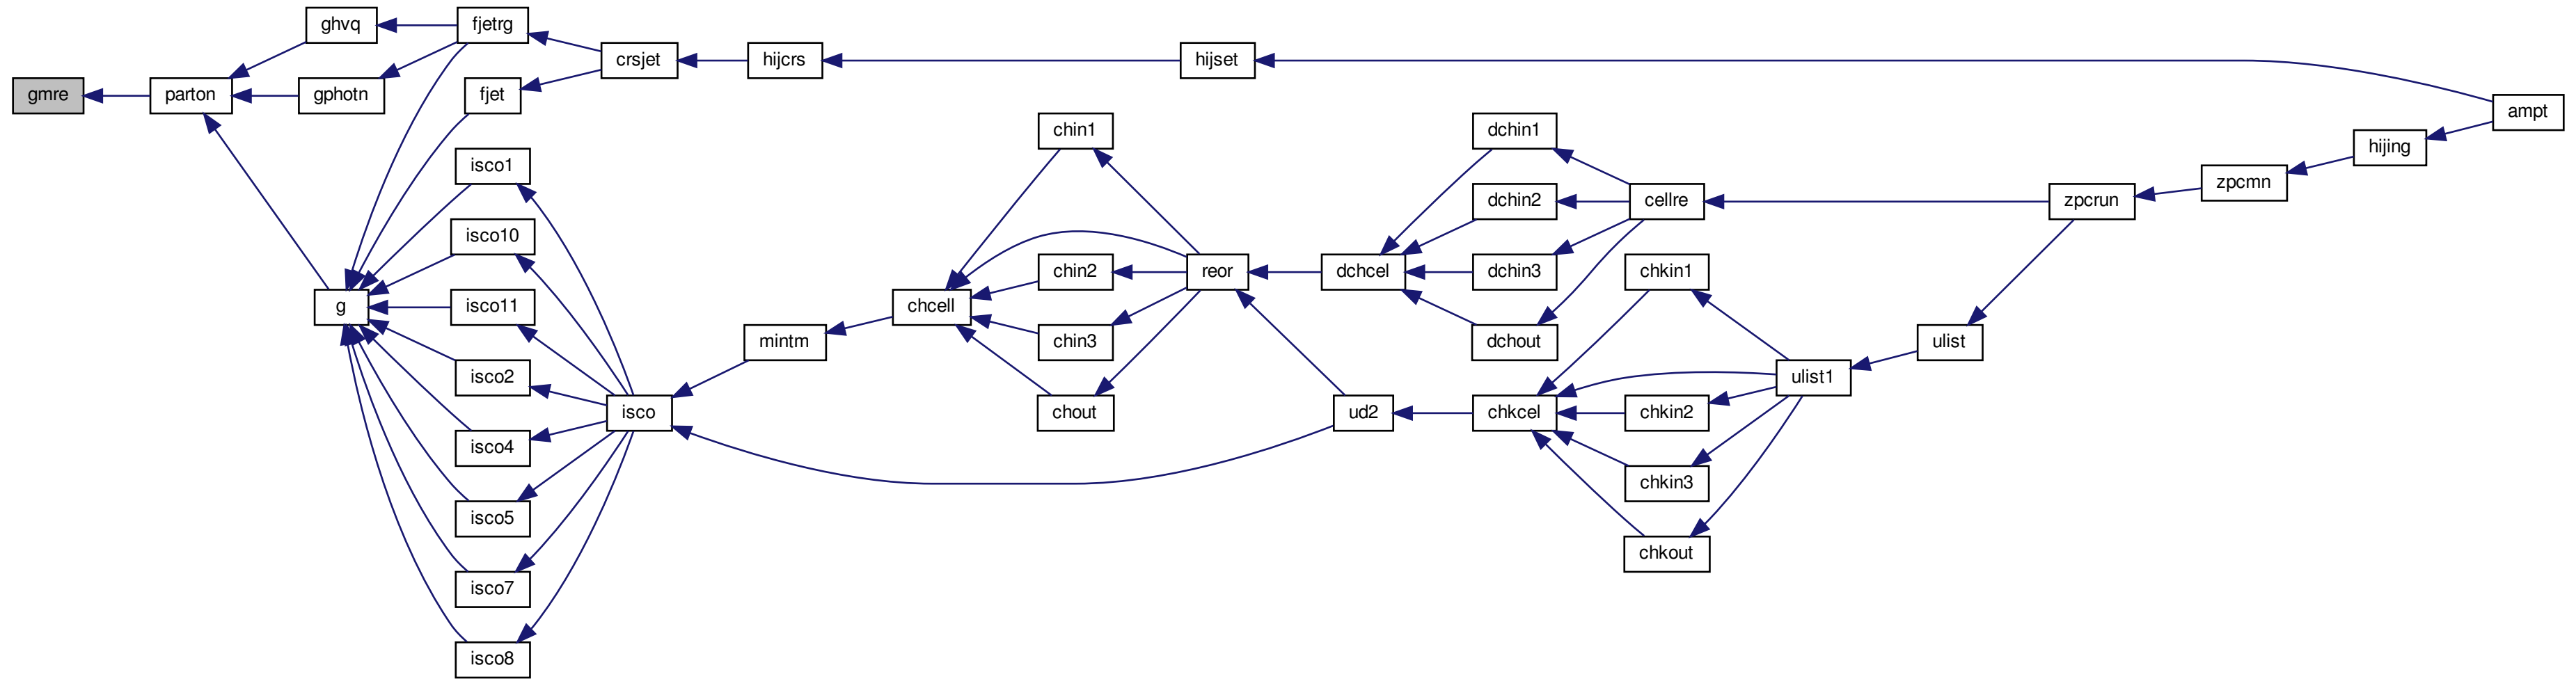 gmre
parton
ghvq
gphotn
g
fjetrg
fjet
isco1
isco10
isco11
isco2
isco4
isco5
isco7
isco8
crsjet
isco
hijcrs
mintm
chcell
chin1
chin2
chin3
chout
hijset
reor
dchcel
ud2
dchin1
dchin2
dchin3
dchout
chkcel
cellre
chkin1
chkin2
chkin3
chkout
ulist1
ulist
zpcrun
zpcmn
hijing
ampt